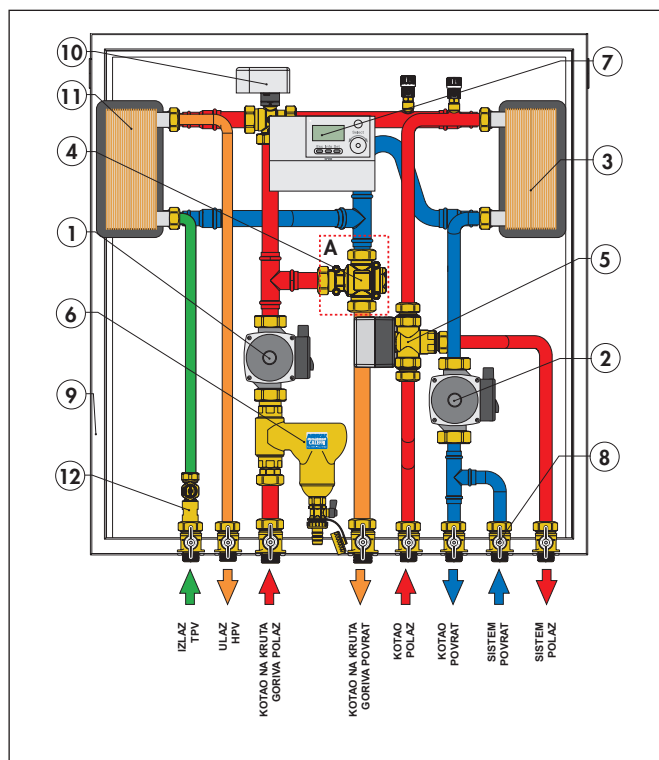 10
7
11
4
3
A
1
5
6
2
CALEFFI
9
12
8
IZLAZ
TPV
ULAZ
HPV
KOTAO NA KRUTA
GORIVA POLAZ
KOTAO NA KRUTA
GORIVA POVRAT
KOTAO
POLAZ
KOTAO
POVRAT
SISTEM
POVRAT
SISTEM
POLAZ